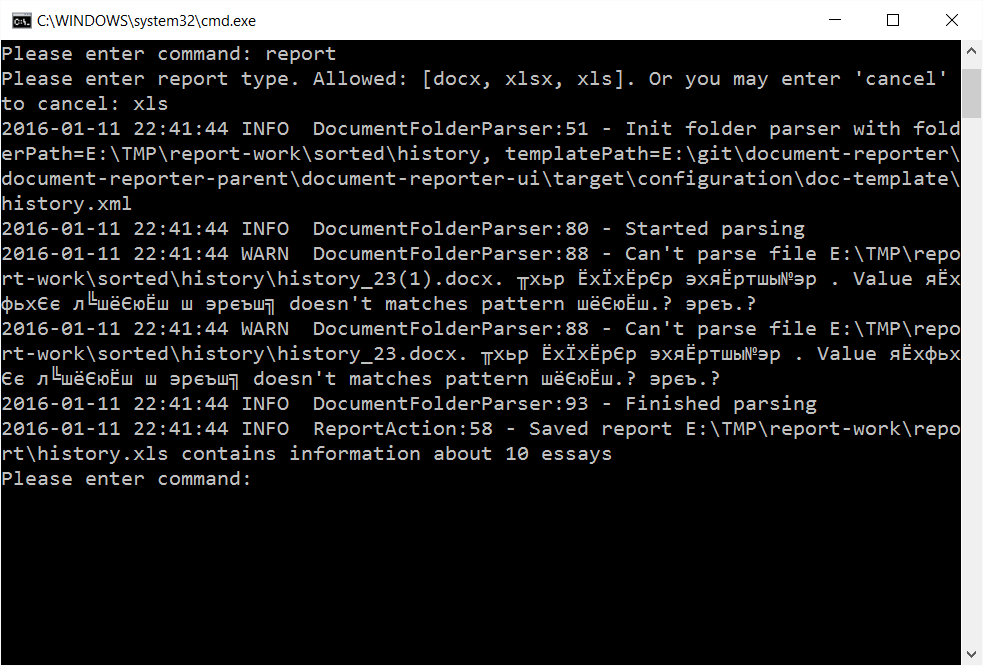 C:\WINDOWS\system32\cmd.exe
Please enter command: report
Please enter report type. Allowed: [docx, xlsx, xls]. Or you may enter 'cancel'
to cancel: xls
2016-01-11 22:41:44 INFO  DocumentFolderParser:51 - Init folder parser with fold
erPath=E:\TMP\report-work\sorted\history, templatePath=E:\git\document-reporter\
document-reporter-parent\document-reporter-ui\target\configuration\doc-template\
history.xml
2016-01-11 22:41:44 INFO  DocumentFolderParser:80 - Started parsing
2016-01-11 22:41:44 WARN  DocumentFolderParser:88 - Can't parse file E:\TMP\repo
rt-work\sorted\history\history_23(1).docx. ╥хьр ЁхЇхЁрЄр эхяЁртшы№эр . Value яЁх
фьхЄє л╚шёЄюЁш ш эрєъш╗ doesn't matches pattern шёЄюЁш.? эрєъ.?
2016-01-11 22:41:44 WARN  DocumentFolderParser:88 - Can't parse file E:\TMP\repo
rt-work\sorted\history\history_23.docx. ╥хьр ЁхЇхЁрЄр эхяЁртшы№эр . Value яЁхфьх
Єє л╚шёЄюЁш ш эрєъш╗ doesn't matches pattern шёЄюЁш.? эрєъ.?
2016-01-11 22:41:44 INFO  DocumentFolderParser:93 - Finished parsing
2016-01-11 22:41:44 INFO  ReportAction:58 - Saved report E:\TMP\report-work\repo
rt\history.xls contains information about 10 essays
Please enter command: